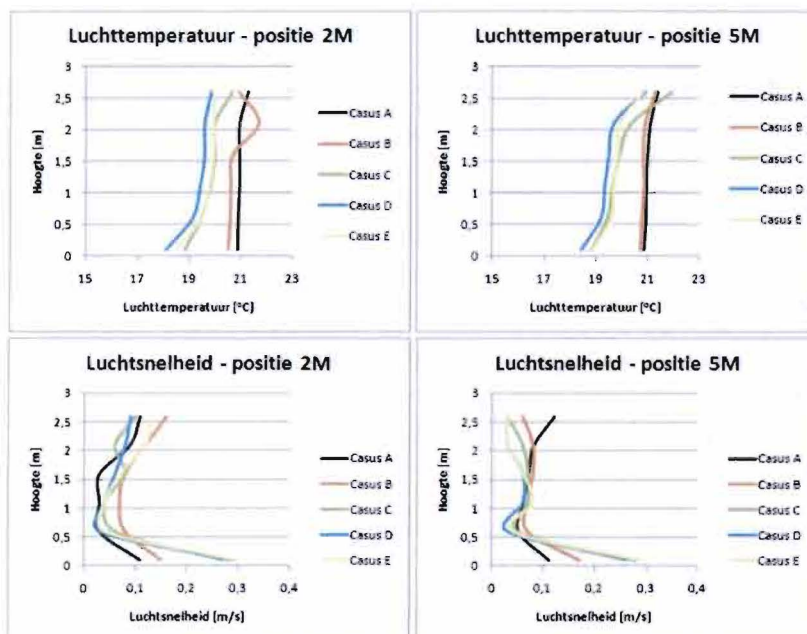 Luchttemperatuur - positie 2M
3
2,5
2
1,5
1
0,5
0
Hoogte [m]
15 17 19 21 23
Luchttemperatuur [°C]
Casus A
Casus B
Casus C
Casus D
Casus E
Luchttemperatuur - positie 5M
3
2,5
2
1,5
1
0,5
0
Hoogte [m]
15 17 19 21 23
Luchttemperatuur [°C]
Casus A
Casus B
Casus C
Casus D
Casus E
Luchtsnelheid - positie 2M
3
2,5
2
1,5
1
0,5
0
Hoogte [m]
0 0,1 0,2 0,3 0,4
Luchtsnelheid [m/s]
Casus A
Casus B
Casus C
Casus D
Casus E
Luchtsnelheid - positie 5M
3
2,5
2
1,5
1
0,5
0
Hoogte [m]
0 0,1 0,2 0,3 0,4
Luchtsnelheid [m/s]
Casus A
Casus B
Casus C
Casus D
Casus E